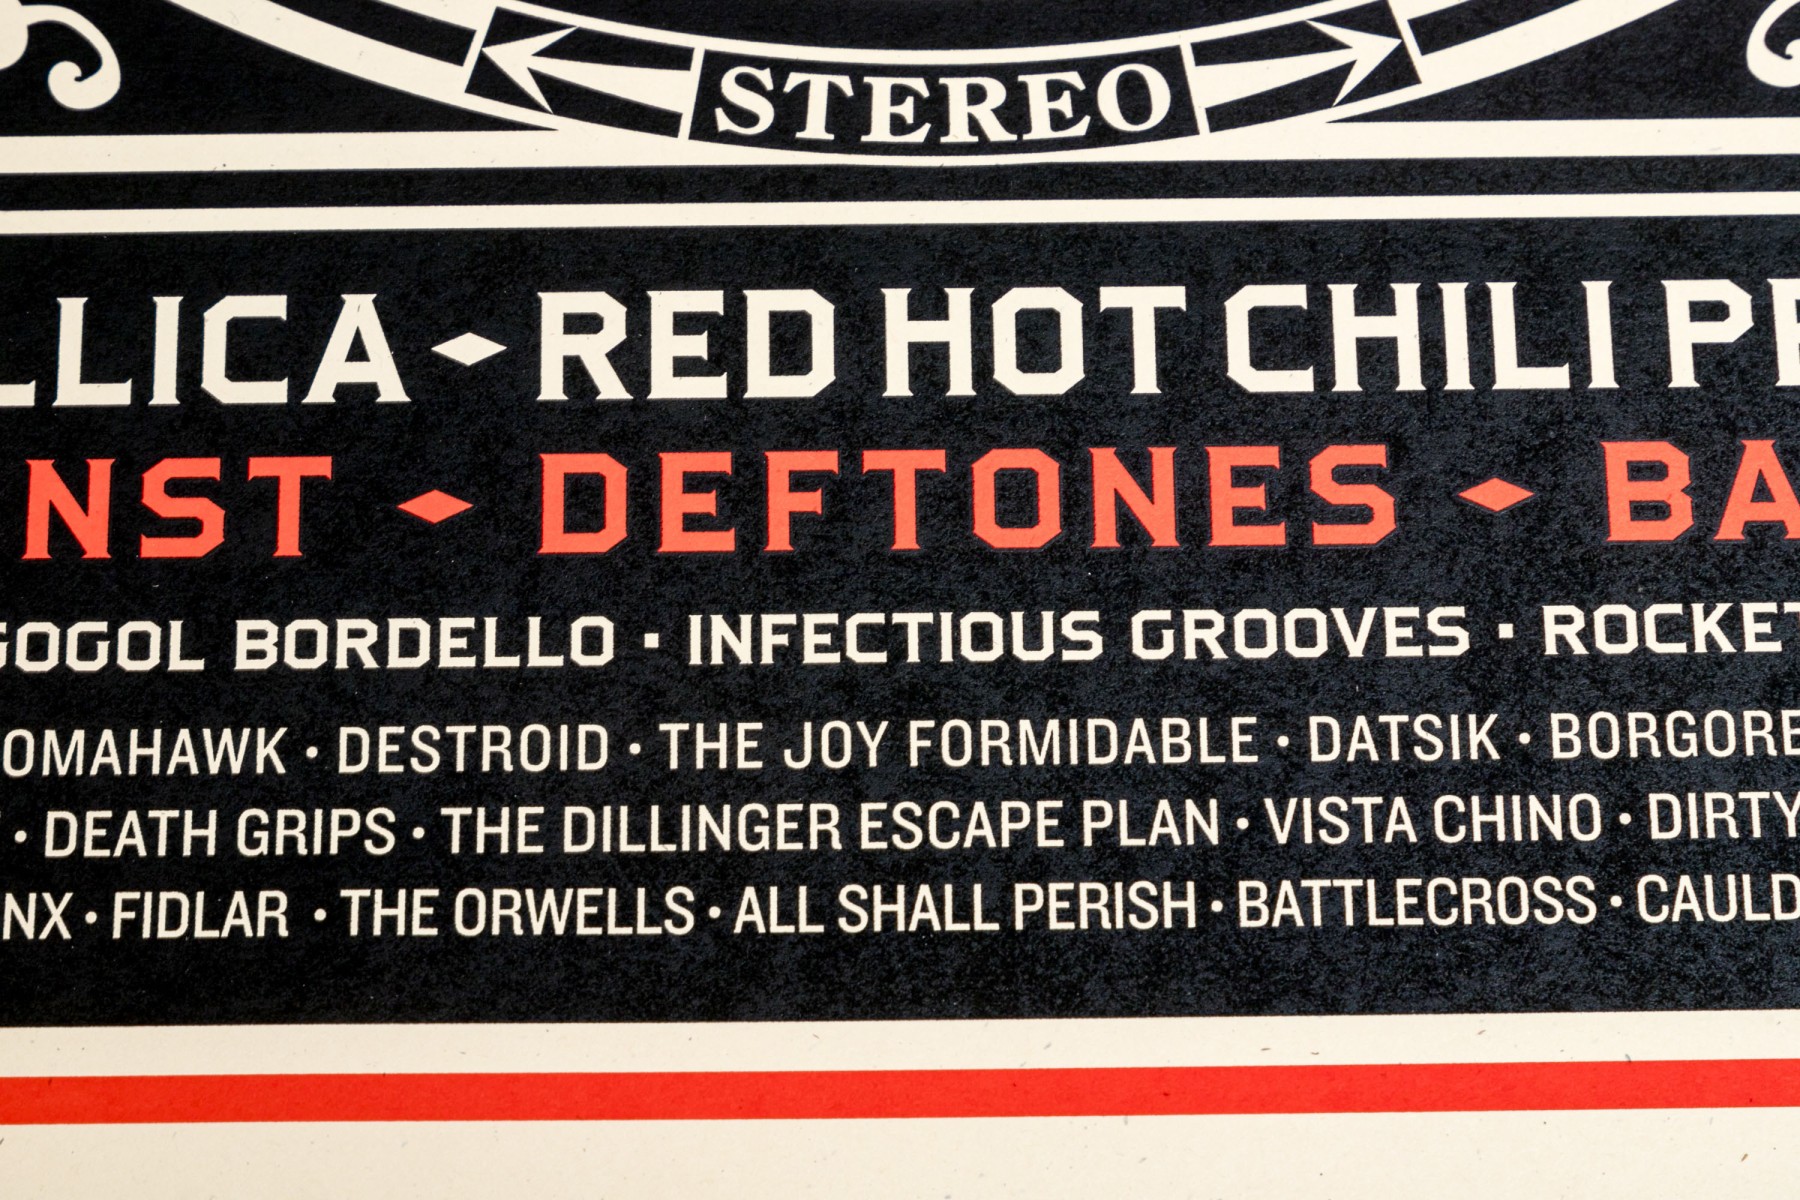 STEREO
LLICA ♦ RED HOT CHILI PE
NST ♦ DEFTONES ♦ BA
GOGOL BORDELLO · INFECTIOUS GROOVES · ROCKET
OMAHAWK · DESTROID · THE JOY FORMIDABLE · DATSIK · BORGORE
· DEATH GRIPS · THE DILLINGER ESCAPE PLAN · VISTA CHINO · DIRTY
NX · FIDLAR · THE ORWELLS · ALL SHALL PERISH · BATTLECROSS · CAULD